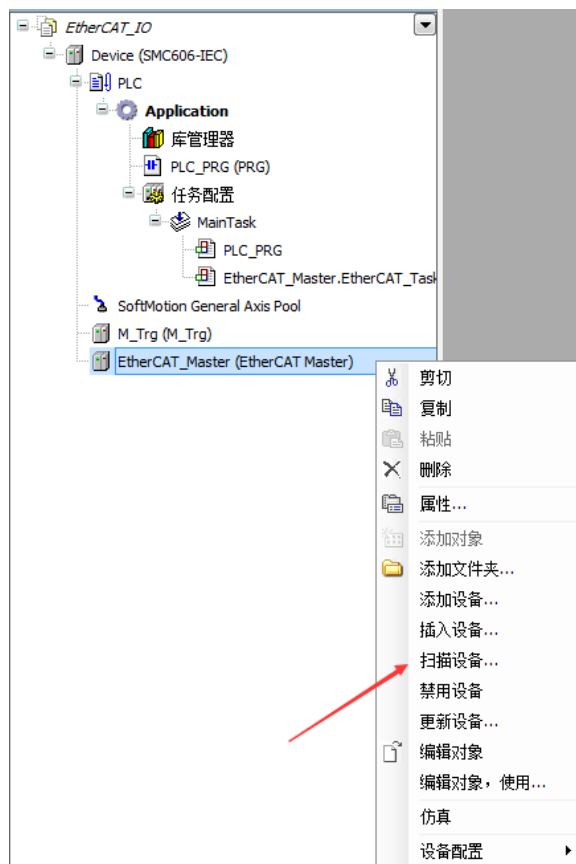 EtherCAT_IO
Device (SMC606-IEC)
PLC
Application
库管理器
PLC_PRG (PRG)
任务配置
MainTask
PLC_PRG
EtherCAT_Master.EtherCAT_Task
SoftMotion General Axis Pool
M_Trg (M_Trg)
EtherCAT_Master (EtherCAT Master)
剪切
复制
粘贴
删除
属性...
添加对象
添加文件夹...
添加设备...
插入设备...
扫描设备...
禁用设备
更新设备...
编辑对象
编辑对象，使用...
仿真
设备配置